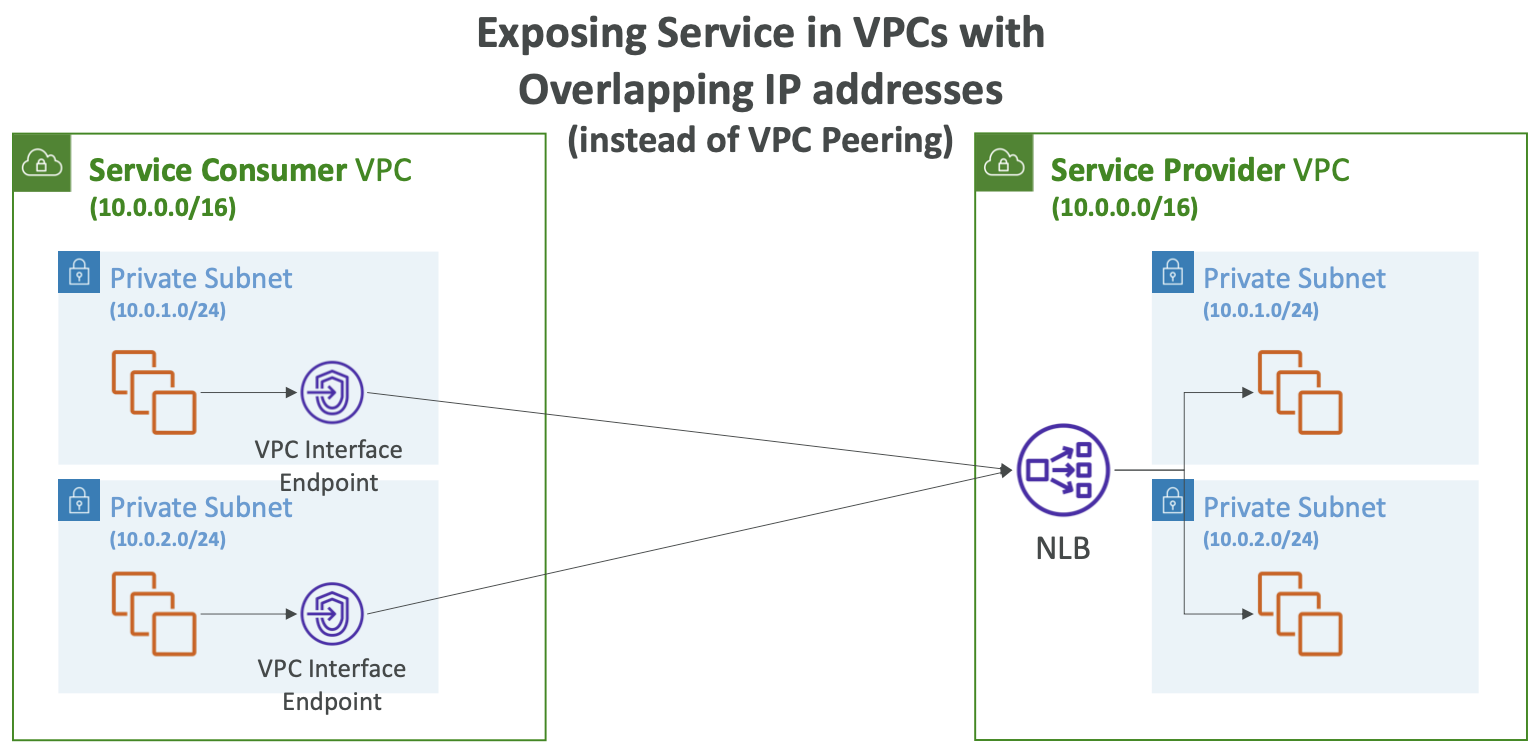 Exposing Service in VPCs with
Overlapping IP addresses
(instead of VPC Peering)
Service Consumer VPC
(10.0.0.0/16)
Private Subnet
(10.0.1.0/24)
VPC Interface
Endpoint
Private Subnet
(10.0.2.0/24)
VPC Interface
Endpoint
Service Provider VPC
(10.0.0.0/16)
NLB
Private Subnet
(10.0.1.0/24)
Private Subnet
(10.0.2.0/24)